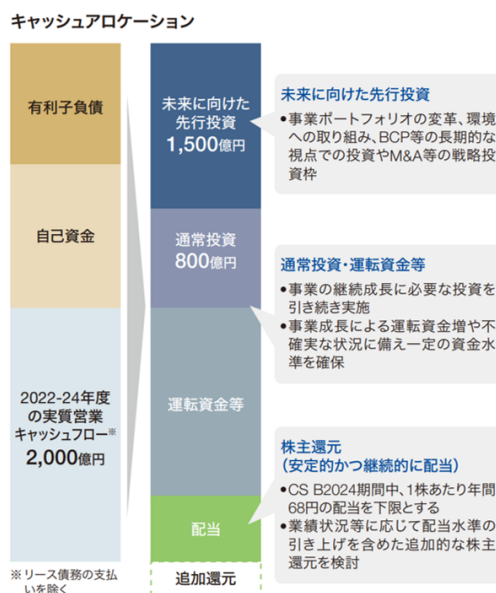 キャッシュアロケーション
有利子負債
自己資金
2022-24年度
の実質営業
キャッシュフロー※
2,000億円
※リース債務の支払
いを除く
未来に向けた
先行投資
1,500億円
通常投資
800億円
運転資金等
配当
追加還元
未来に向けた先行投資
•事業ポートフォリオの変革、環境
への取り組み、BCP等の長期的な
視点での投資やM&A等の戦略投
資枠
通常投資・運転資金等
•事業の継続成長に必要な投資を
引き続き実施
•事業成長による運転資金増や不
確実な状況に備え一定の資金水
準を確保
株主還元
（安定的かつ継続的に配当）
•CS B2024期間中、1株あたり年間
68円の配当を下限とする
•業績状況等に応じて配当水準の
引き上げを含めた追加的な株主
還元を検討